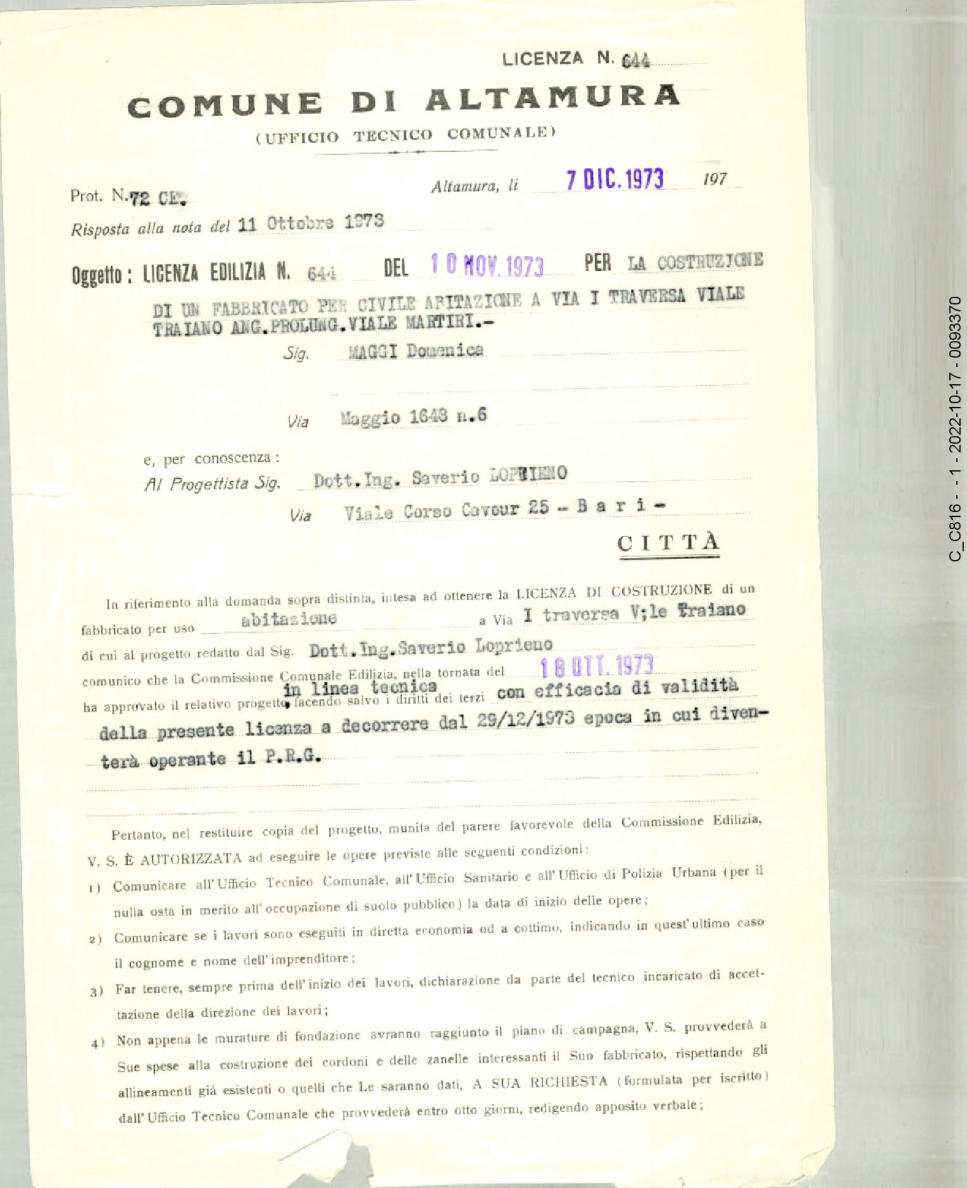 LICENZA N. 644
COMUNE DI ALTAMURA
(UFFICIO TECNICO COMUNALE)
Altamura, li 7 DIC.1973 197
Prot. N.72 CE.
Risposta alla nota del 11 Ottobre 1973
Oggetto: LICENZA EDILIZIA N. 644 DEL 10 NOV.1973 PER LA COSTRUZIONE
DI UN FABBRICATO PER CIVILE ABITAZIONE A VIA I TRAVERSA VIALE
TRAIANO ANG.PROLUNG.VIALE MARTIRI.-
Sig. MAGGI Domenica
Via Maggio 1648 n.6
e, per conoscenza:
Al Progettista Sig. Dott.Ing. Saverio LOPRIENO
Via Viale Corso Cavour 25 - B a r i -
CITTÀ
In riferimento alla domanda sopra distinta, intesa ad ottenere la LICENZA DI COSTRUZIONE di un
fabbricato per uso abitazione a Via I traversa V;le Traiano
di cui al progetto redatto dal Sig. Dott.Ing.Saverio Loprieno
comunico che la Commissione Comunale Edilizia, nella tornata del 18 OTT.1973
in linea tecnica
ha approvato il relativo progetto, facendo salvo i diritti dei terzi con efficacia di validità
della presente licenza a decorrere dal 29/12/1973 epoca in cui diven-
terà operante il P.R.G.
Pertanto, nel restituire copia del progetto, munita del parere favorevole della Commissione Edilizia,
V. S. È AUTORIZZATA ad eseguire le opere previste alle seguenti condizioni:
1) Comunicare all'Ufficio Tecnico Comunale, all'Ufficio Sanitario e all'Ufficio di Polizia Urbana (per il
nulla osta in merito all'occupazione di suolo pubblico) la data di inizio delle opere;
2) Comunicare se i lavori sono eseguiti in diretta economia od a cottimo, indicando in quest'ultimo caso
il cognome e nome dell'imprenditore;
3) Far tenere, sempre prima dell'inizio dei lavori, dichiarazione da parte del tecnico incaricato di accet-
tazione della direzione dei lavori;
4) Non appena le murature di fondazione avranno raggiunto il piano di campagna, V. S. provvederà a
Sue spese alla costruzione dei cordoni e delle zanelle interessanti il Suo fabbricato, rispettando gli
allineamenti già esistenti o quelli che Le saranno dati, A SUA RICHIESTA (formulata per iscritto)
dall'Ufficio Tecnico Comunale che provvederà entro otto giorni, redigendo apposito verbale;
C_C816 - - 1 - 2022-10-17 - 0093370